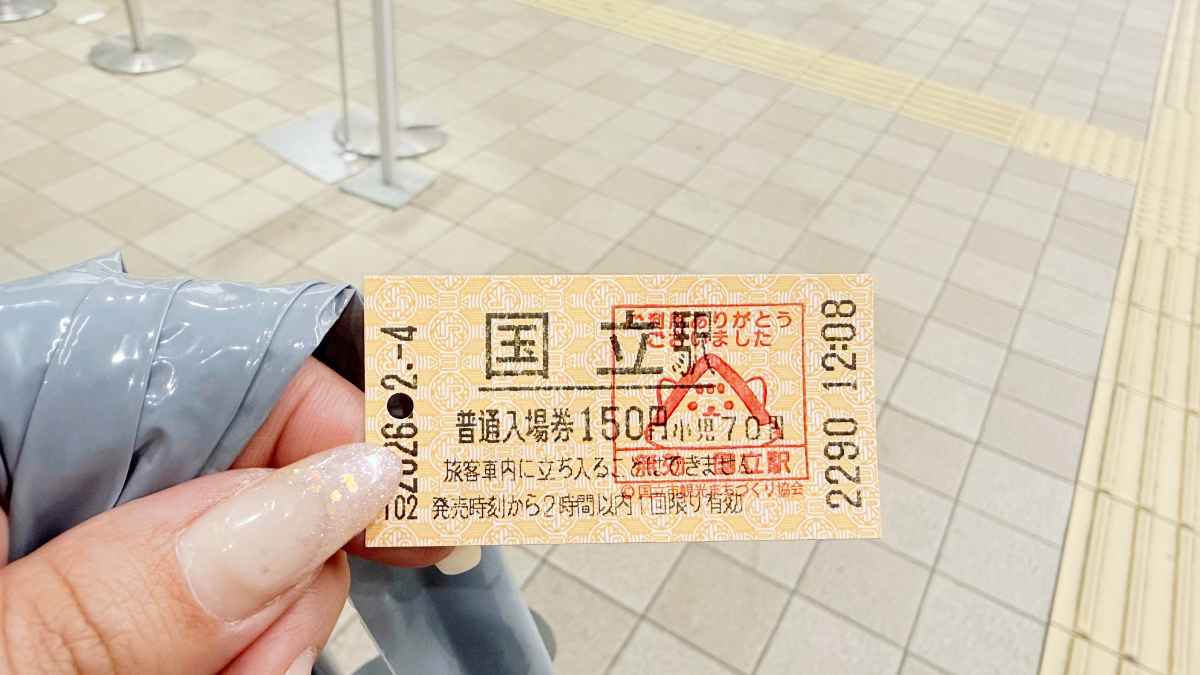 国立駅
普通入場券150円小児70円
旅客車内に立ち入ることはできません。
発売時刻から2時間以内1回限り有効
2026●2.-4
102
2290 12:08
ご利用ありがとう
ございました
国立駅